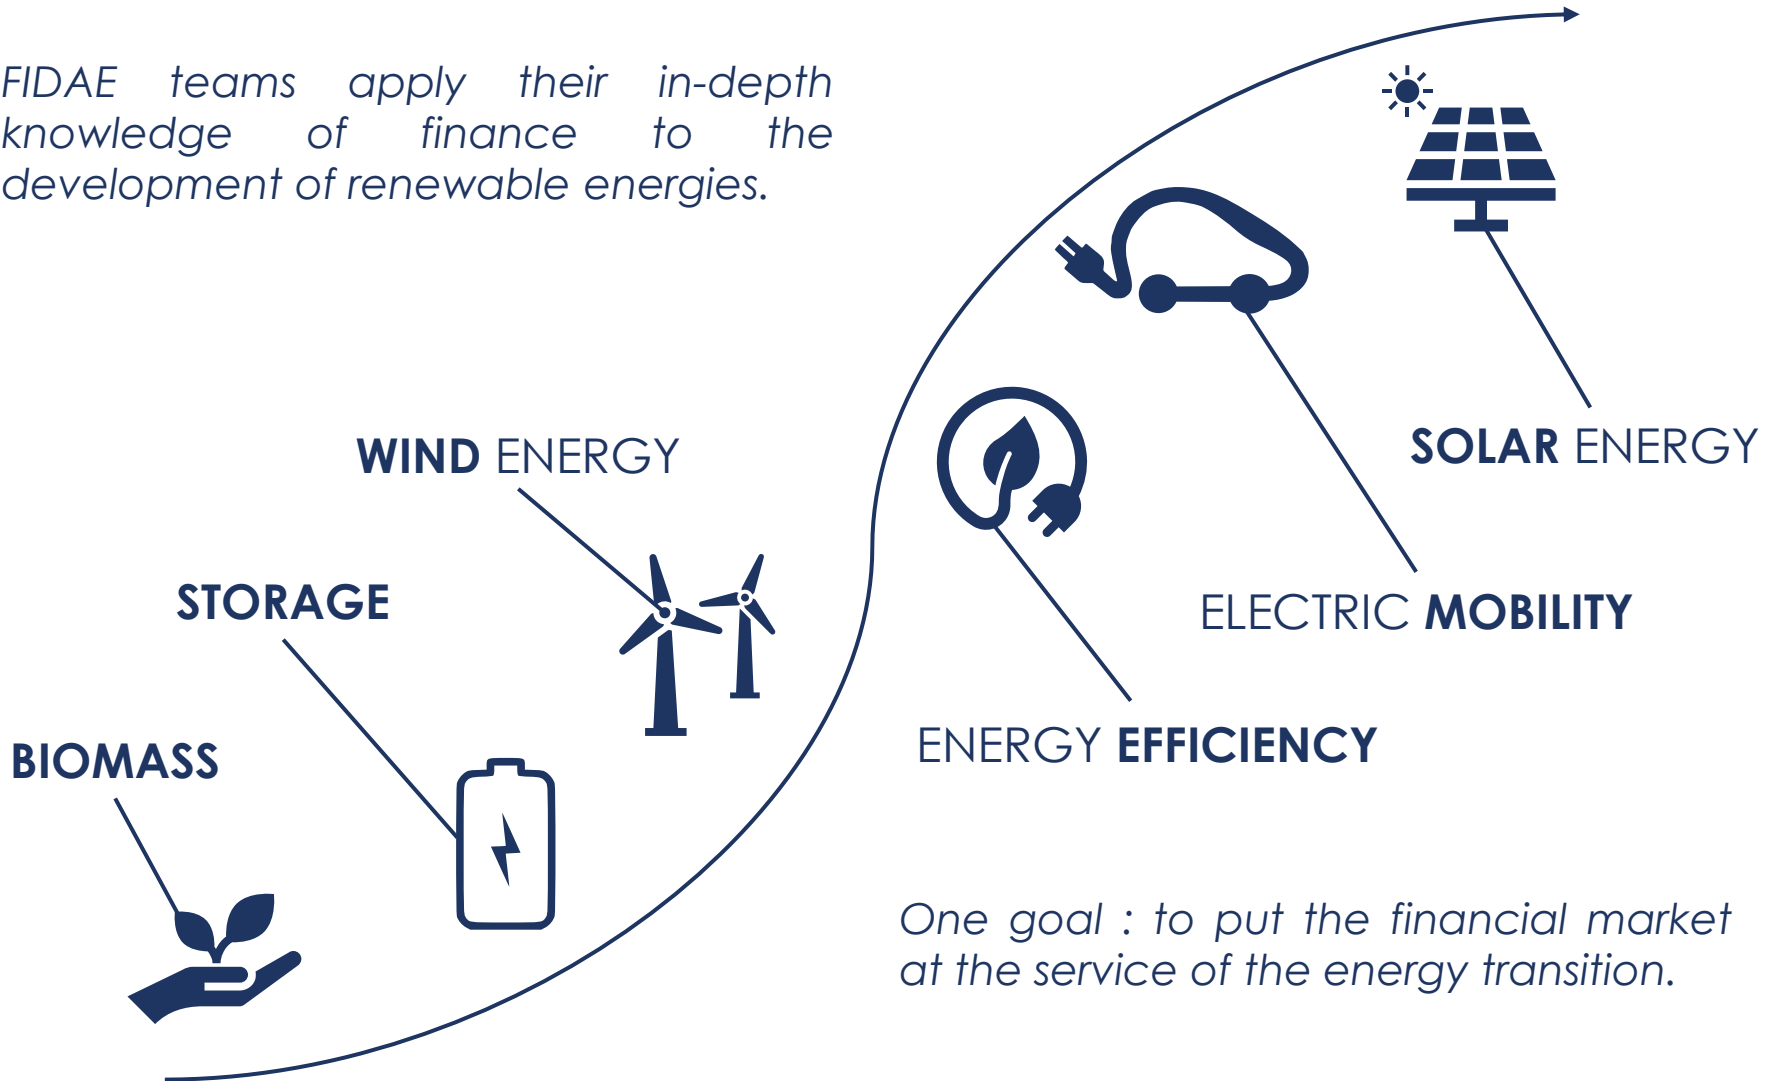 FIDAE teams apply their in-depth
knowledge of finance to the
development of renewable energies.
WIND ENERGY
SOLAR ENERGY
STORAGE
ELECTRIC MOBILITY
BIOMASS
ENERGY EFFICIENCY
One goal : to put the financial market
at the service of the energy transition.